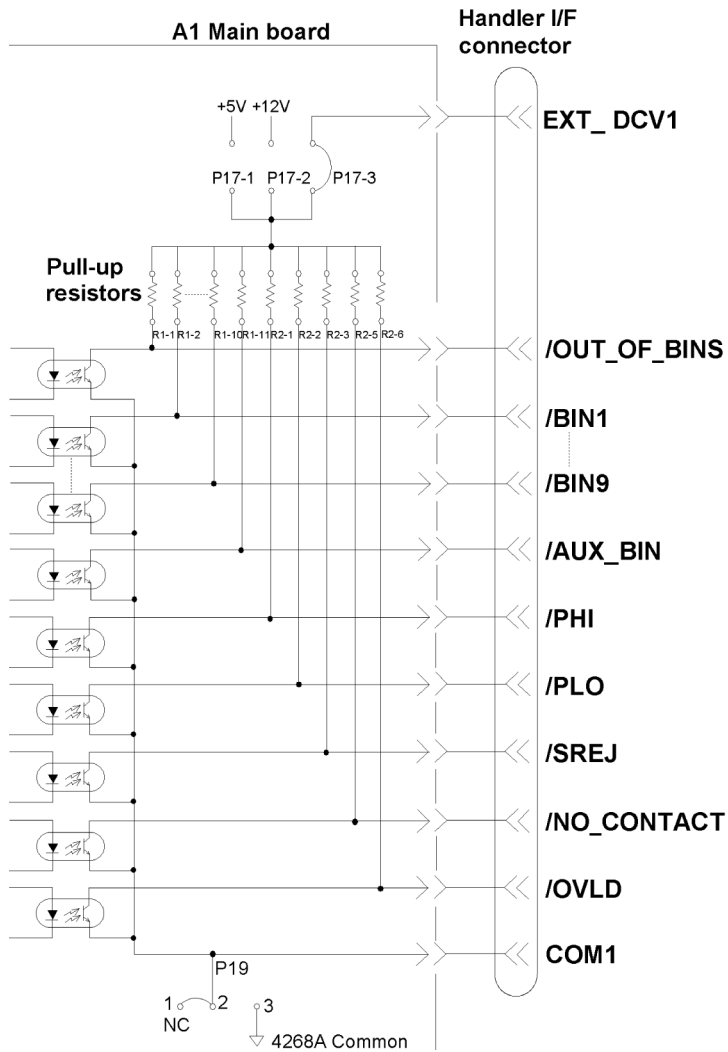 A1 Main board
Handler I/F
connector
+5V +12V
EXT_ DCV1
P17-1 P17-2 P17-3
Pull-up
resistors
R1-1 R1-2 R1-10 R1-11 R2-1 R2-2 R2-3 R2-5 R2-6
/OUT_OF_BINS
/BIN1
/BIN9
/AUX_BIN
/PHI
/PLO
/SREJ
/NO_CONTACT
/OVLD
COM1
P19
1 2 3
NC
4268A Common